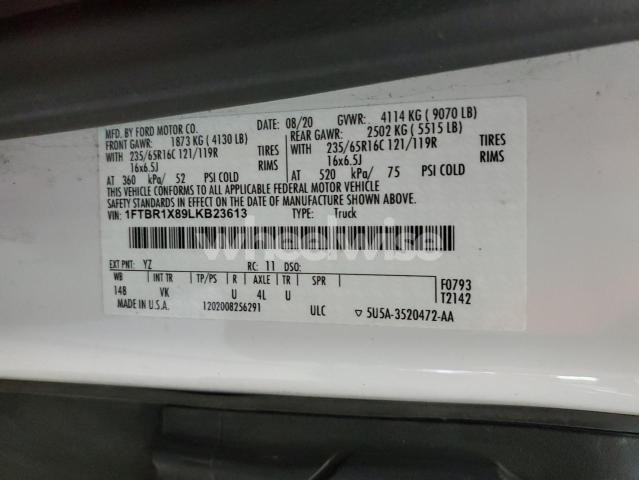 MFD. BY FORD MOTOR CO. DATE: 08/20 GVWR: 4114 KG ( 9070 LB)
FRONT GAWR: 1873 KG ( 4130 LB) REAR GAWR: 2502 KG ( 5515 LB)
WITH 235/65R16C 121/119R TIRES WITH 235/65R16C 121/119R TIRES
16x6.5J RIMS 16x6.5J RIMS
AT 360 kPa/ 52 PSI COLD AT 520 kPa/ 75 PSI COLD
THIS VEHICLE CONFORMS TO ALL APPLICABLE FEDERAL MOTOR VEHICLE
SAFETY STANDARDS IN EFFECT ON THE DATE OF MANUFACTURE SHOWN ABOVE.
VIN: 1FTBR1X89LKB23613 TYPE: Truck
wheelwise
EXT PNT: YZ RC: 11 DSO:
WB INT TR TP/PS R AXLE TR SPR F0793
148 VK U 4L U T2142
MADE IN U.S.A. 1202008256291 ULC ▽ 5U5A-3520472-AA